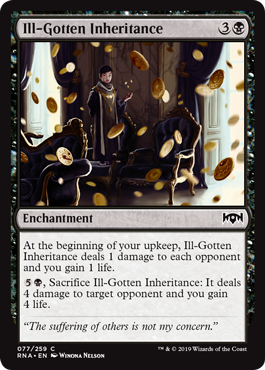 Ill-Gotten Inheritance 3
Enchantment
At the beginning of your upkeep, Ill-Gotten
Inheritance deals 1 damage to each opponent
and you gain 1 life.
5, Sacrifice Ill-Gotten Inheritance: It deals
4 damage to target opponent and you gain
4 life.
“The suffering of others is not my concern.”
077/259 C
RNA • EN Winona Nelson
™ & © 2019 Wizards of the Coast